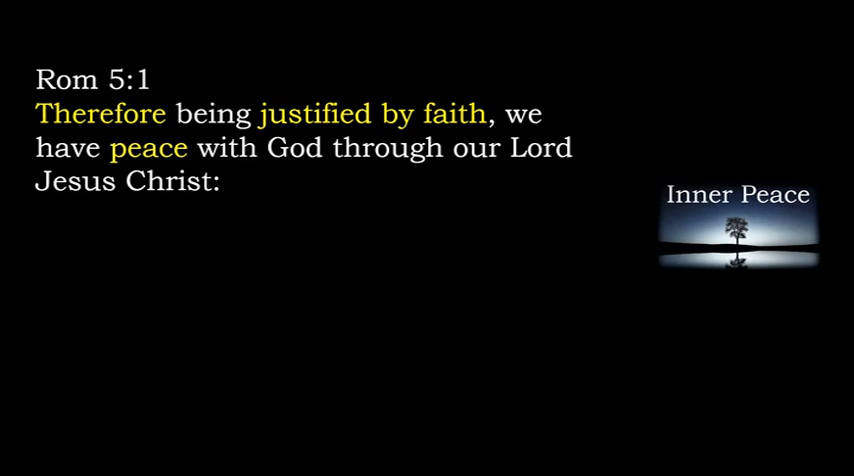 Rom 5:1
Therefore being justified by faith, we
have peace with God through our Lord
Jesus Christ:
Inner Peace